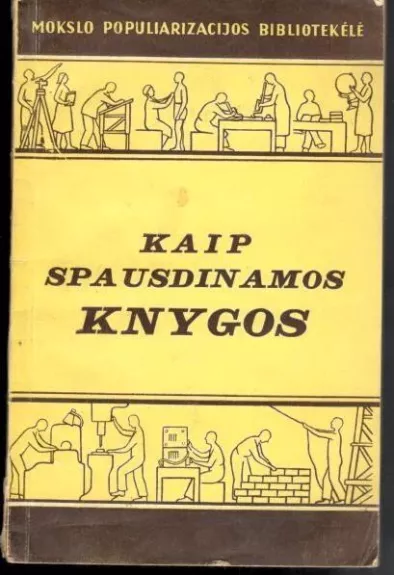 MOKSLO POPULIARIZACIJOS BIBLIOTEKĖLĖ
KAIP
SPAUSDINAMOS
KNYGOS